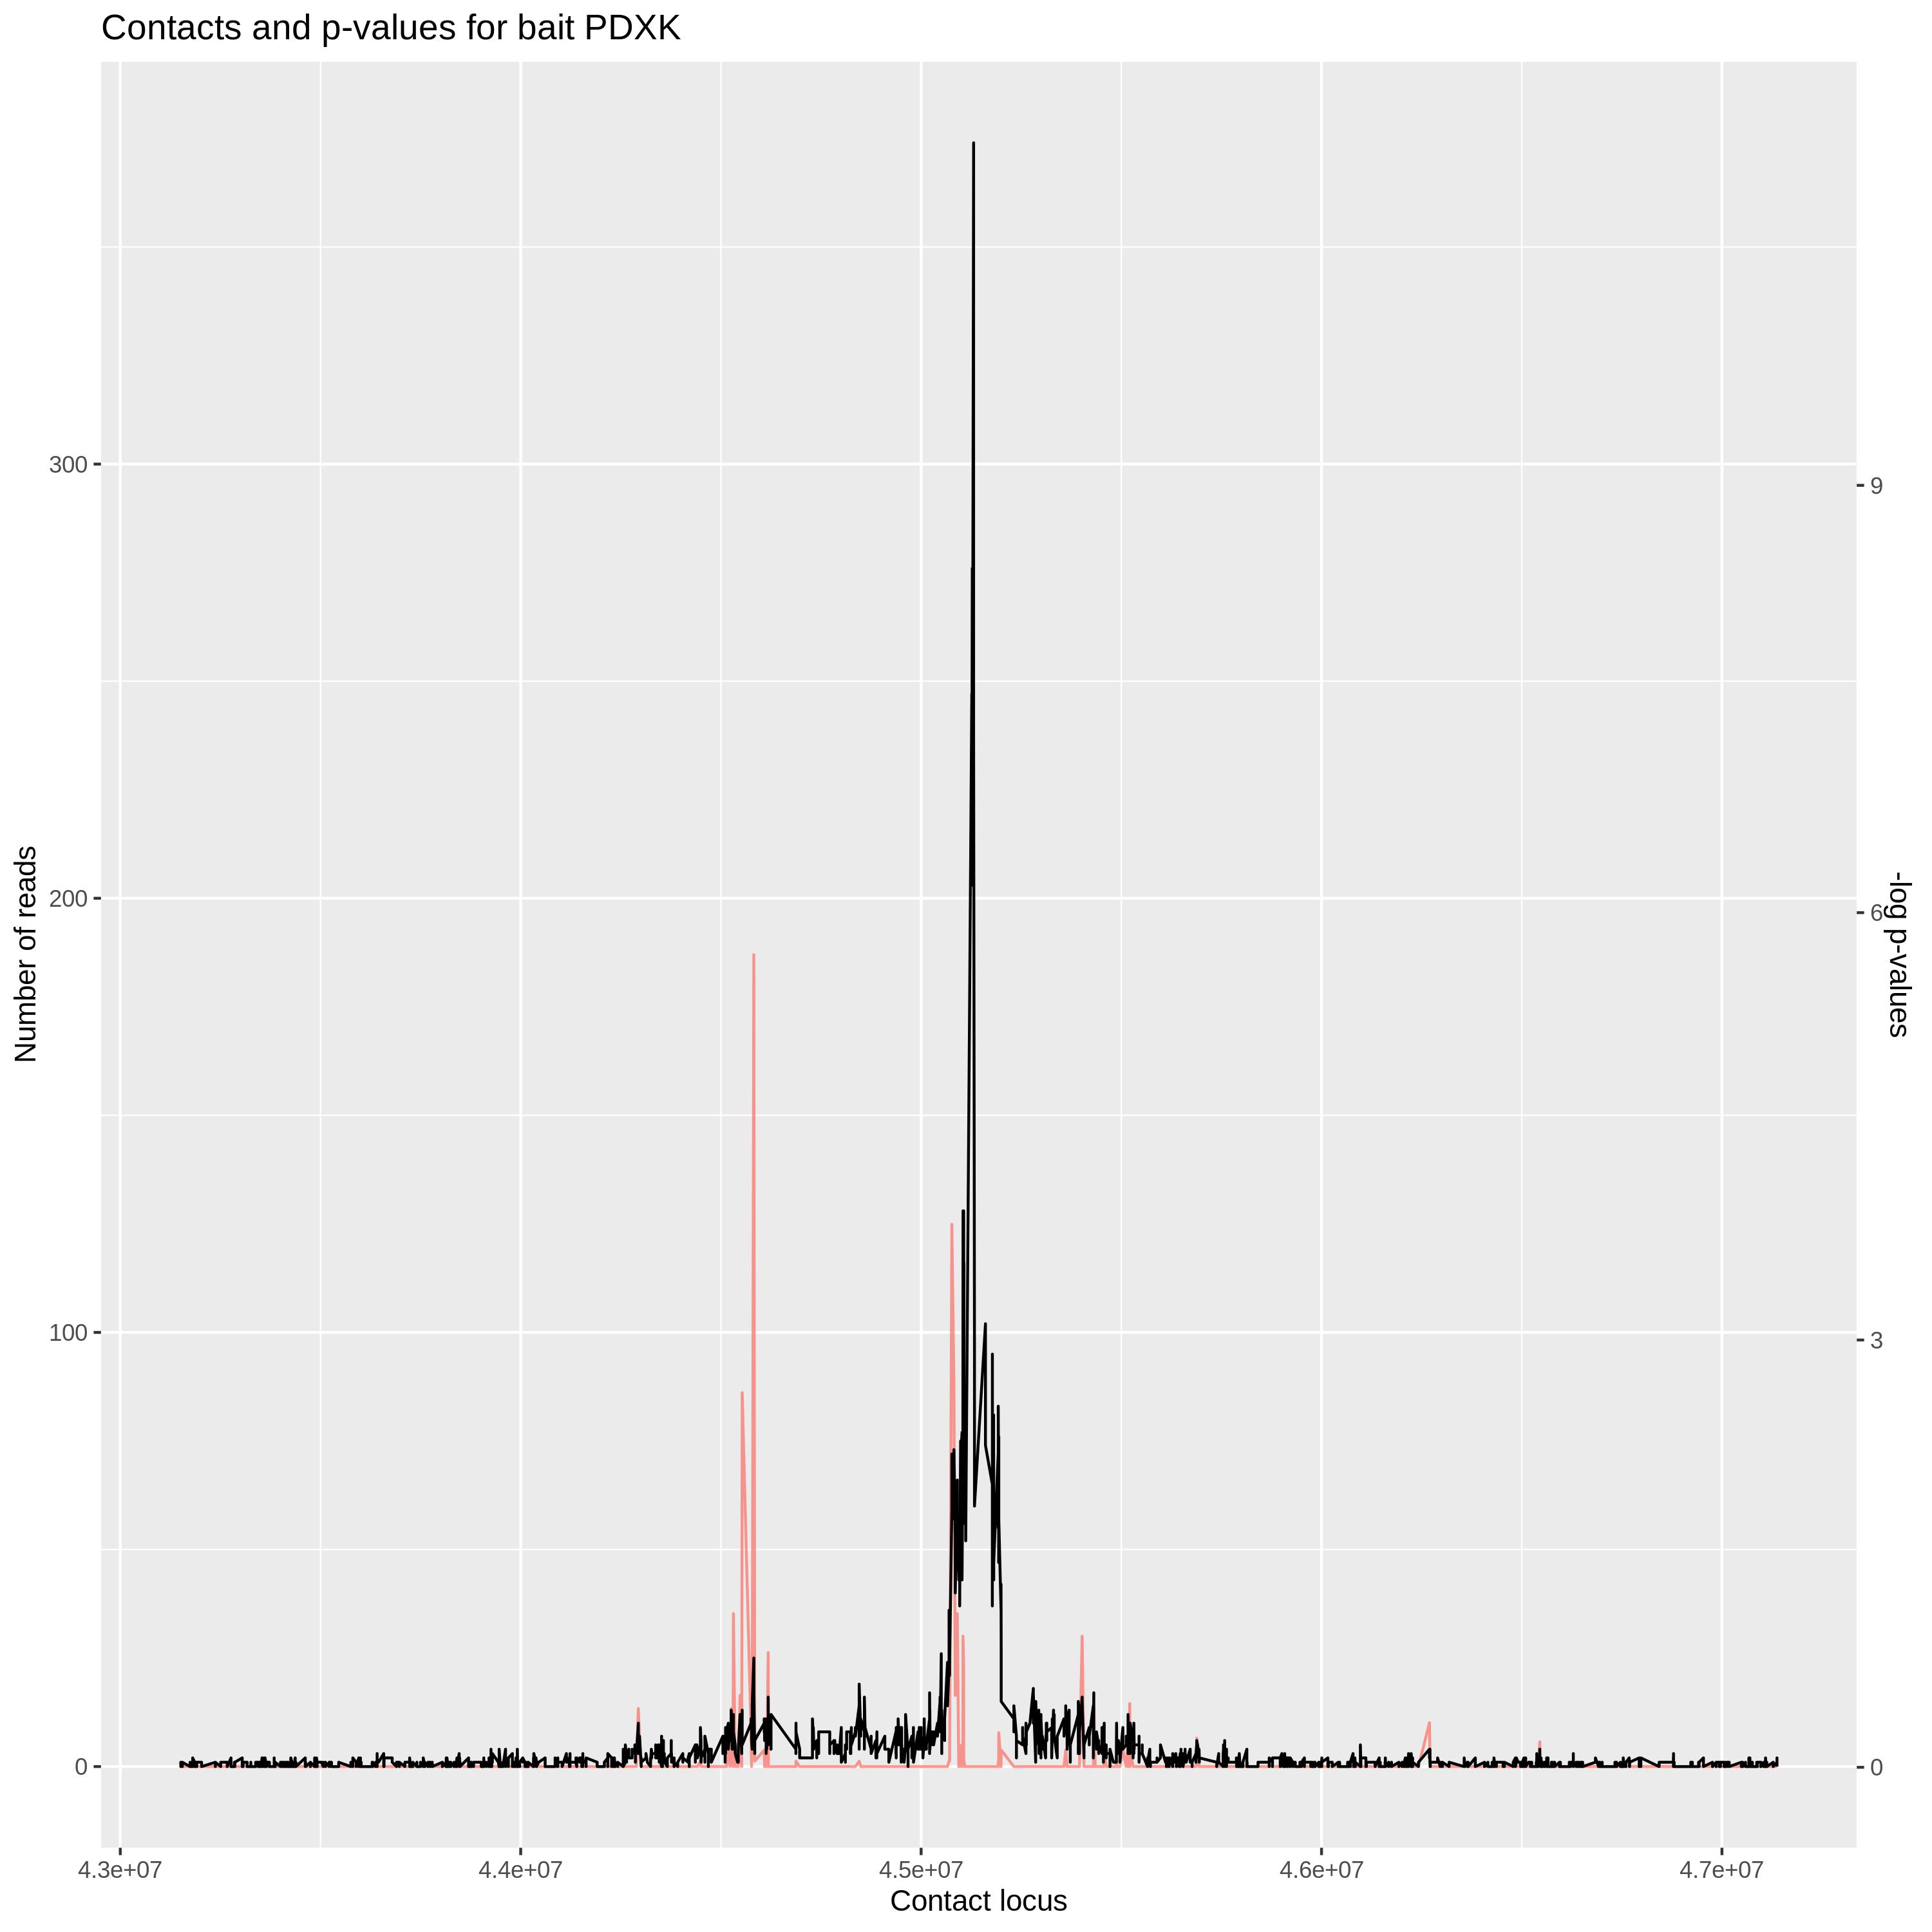 Contacts and p-values for bait PDXK
Number of reads
300
200
100
0
9
6
3
0
-log p-values
4.3e+07
4.4e+07
4.5e+07
4.6e+07
4.7e+07
Contact locus